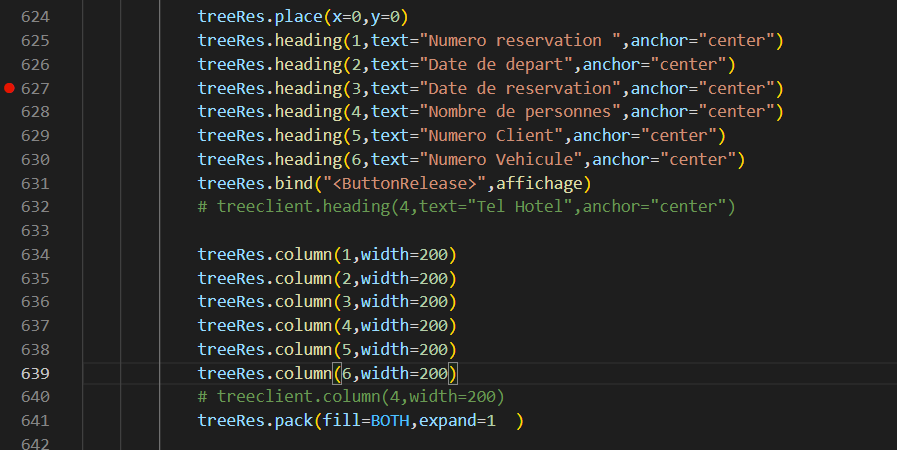 624 treeRes.place(x=0,y=0)
625 treeRes.heading(1,text="Numero reservation ",anchor="center")
626 treeRes.heading(2,text="Date de depart",anchor="center")
627 treeRes.heading(3,text="Date de reservation",anchor="center")
628 treeRes.heading(4,text="Nombre de personnes",anchor="center")
629 treeRes.heading(5,text="Numero Client",anchor="center")
630 treeRes.heading(6,text="Numero Vehicule",anchor="center")
631 treeRes.bind("<ButtonRelease>",affichage)
632 # treeclient.heading(4,text="Tel Hotel",anchor="center")
633
634 treeRes.column(1,width=200)
635 treeRes.column(2,width=200)
636 treeRes.column(3,width=200)
637 treeRes.column(4,width=200)
638 treeRes.column(5,width=200)
639 treeRes.column(6,width=200)
640 # treeclient.column(4,width=200)
641 treeRes.pack(fill=BOTH,expand=1  )
642